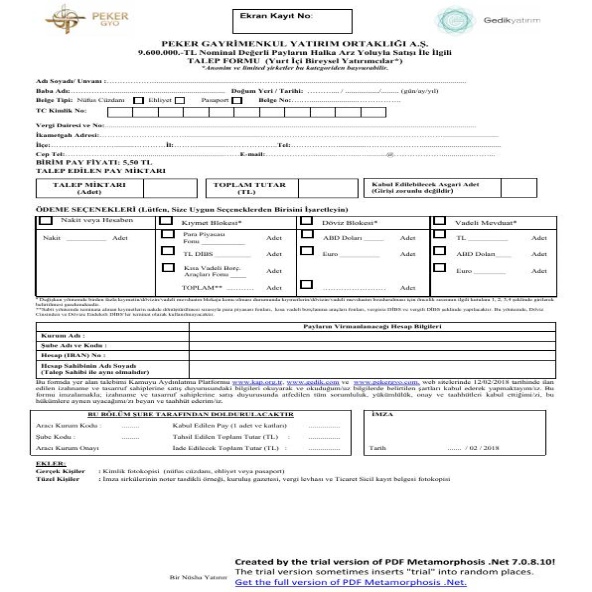 PEKER
GYO
Ekran Kayıt No:
Gedikyatırım
PEKER GAYRİMENKUL YATIRIM ORTAKLIĞI A.Ş.
9.600.000.-TL Nominal Değerli Payların Halka Arz Yoluyla Satışı İle İlgili
TALEP FORMU (Yurt İçi Bireysel Yatırımcılar*)
*Anonim ve limited şirketler bu kategoriden başvurabilir.
Adı Soyadı/ Unvanı :
Baba Adı: Doğum Yeri / Tarihi: ............. / ................./......... (gün/ay/yıl)
Belge Tipi: Nüfus Cüzdanı Ehliyet Pasaport Belge No:
TC Kimlik No:
Vergi Dairesi ve No:
İkametgah Adresi:
İlçe: İl: Tel:
Cep Tel: E-mail: @
BİRİM PAY FİYATI: 5,50 TL
TALEP EDİLEN PAY MİKTARI
TALEP MİKTARI (Adet) TOPLAM TUTAR (TL) Kabul Edilebilecek Asgari Adet (Girişi zorunlu değildir)
ÖDEME SEÇENEKLERİ (Lütfen, Size Uygun Seçeneklerden Birisini İşaretleyin)
Nakit veya Hesaben Kıymet Blokesi* Döviz Blokesi* Vadeli Mevduat*
Nakit __________ Adet Para Piyasası Fonu __________ Adet ABD Doları _____ Adet TL __________ Adet
TL DİBS __________ Adet Euro __________ Adet ABD Doları____ Adet
Kısa Vadeli Borç. Araçları Fonu ____ Adet Euro ________ Adet
TOPLAM** ............ Adet ........................ Adet
Payların Virmanlanacağı Hesap Bilgileri
Kurum Adı :
Şube Adı ve Kodu :
Hesap (IBAN) No :
Hesap Sahibinin Adı Soyadı
(Talep Sahibi ile aynı olmalıdır)
Bu formda yer alan talebimi Kamuyu Aydınlatma Platformu www.kap.org.tr, www.gedik.com ve www.pekergyo.com, web sitelerinde 12/02/2018 tarihinde ilan
edilen izahname ve tasarruf sahiplerine satış duyurusundaki bilgileri okuyarak ve okuduğum/uz bilgilerde belirtilen şartları kabul ederek yapmaktayım/ız. Bu
formu imzalamakla; izahname ve tasarruf sahiplerine satış duyurusunda atfedilen tüm sorumluluk, yükümlülük, onay ve taahhütleri kabul ettiğimi/zi, bu
hükümlere aynen uyacağımı/zı beyan ve taahhüt ederim/iz.
BU BÖLÜM ŞUBE TARAFINDAN DOLDURULACAKTIR İMZA
Aracı Kurum Kodu : ........ Kabul Edilen Pay (1 adet ve katları) ..............
Şube Kodu : ........ Tahsil Edilen Toplam Tutar (TL) : ..............
Aracı Kurum Onayı İade Edilecek Toplam Tutar (TL) : .............. Tarih ....... / 02 / 2018
EKLER:
Gerçek Kişiler : Kimlik fotokopisi (nüfus cüzdanı, ehliyet veya pasaport)
Tüzel Kişiler : İmza sirkülerinin noter tasdikli örneği, kuruluş gazetesi, vergi levhası ve Ticaret Sicil kayıt belgesi fotokopisi
Created by the trial version of PDF Metamorphosis .Net 7.0.8.10!
The trial version sometimes inserts "trial" into random places.
Bir Nüsha Yatırır Get the full version of PDF Metamorphosis .Net.